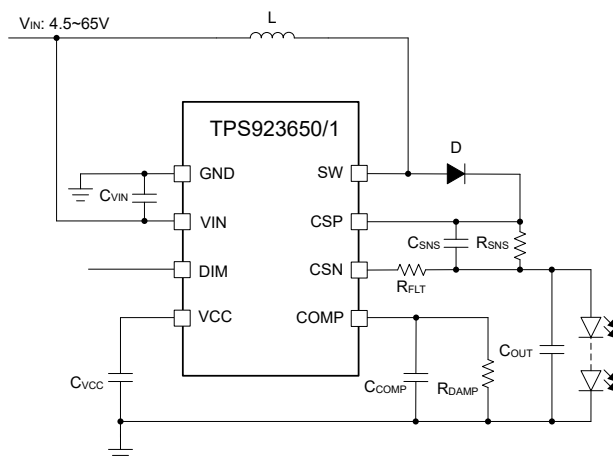 VIN: 4.5~65V
L
TPS923650/1
D
GND
SW
CVIN
VIN
CSP
CSNS
RSNS
DIM
CSN
RFLT
VCC
COMP
COUT
CVCC
CCOMP
RDAMP